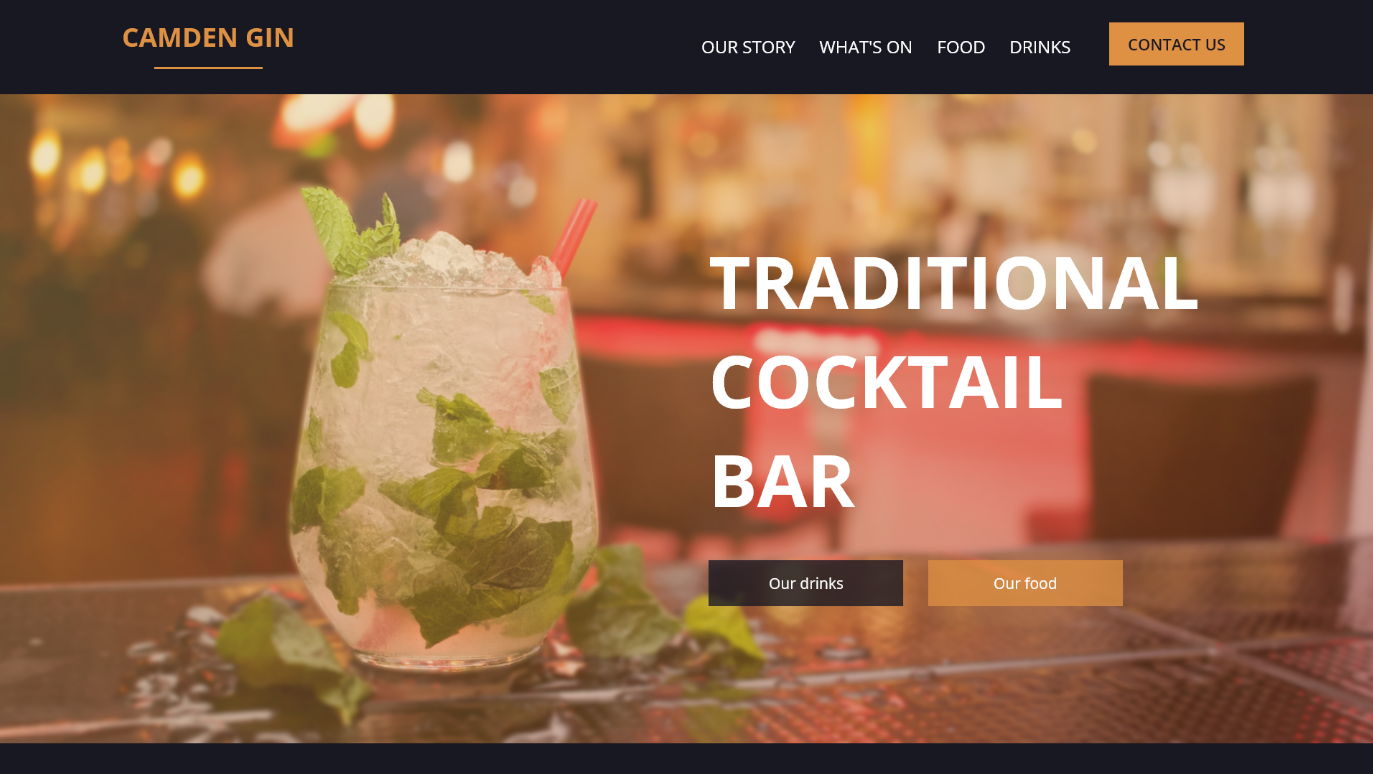 CAMDEN GIN
OUR STORY WHAT'S ON FOOD DRINKS CONTACT US
TRADITIONAL
COCKTAIL
BAR
Our drinks Our food